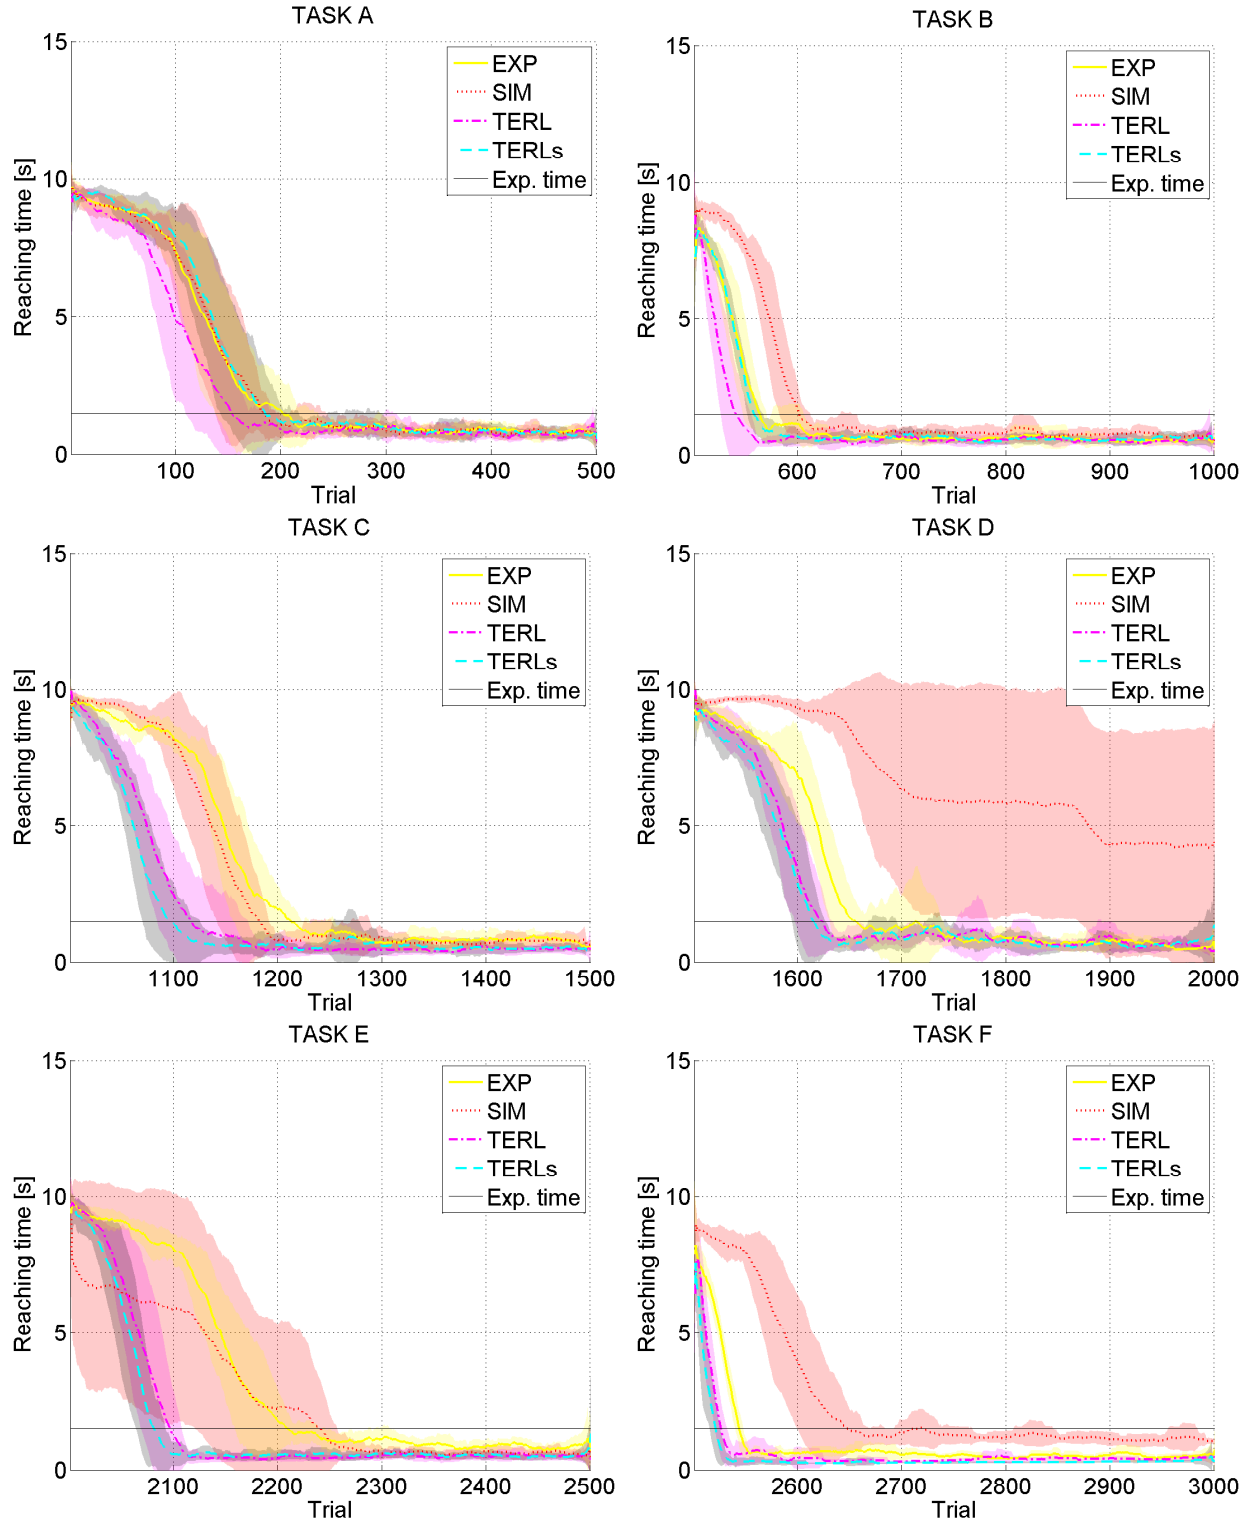 TASK A
15
10
5
0
Reaching time [s]
EXP
SIM
TERL
TERLs
Exp. time
100 200 300 400 500
Trial
TASK B
15
10
5
0
Reaching time [s]
EXP
SIM
TERL
TERLs
Exp. time
600 700 800 900 1000
Trial
TASK C
15
10
5
0
Reaching time [s]
EXP
SIM
TERL
TERLs
Exp. time
1100 1200 1300 1400 1500
Trial
TASK D
15
10
5
0
Reaching time [s]
EXP
SIM
TERL
TERLs
Exp. time
1600 1700 1800 1900 2000
Trial
TASK E
15
10
5
0
Reaching time [s]
EXP
SIM
TERL
TERLs
Exp. time
2100 2200 2300 2400 2500
Trial
TASK F
15
10
5
0
Reaching time [s]
EXP
SIM
TERL
TERLs
Exp. time
2600 2700 2800 2900 3000
Trial